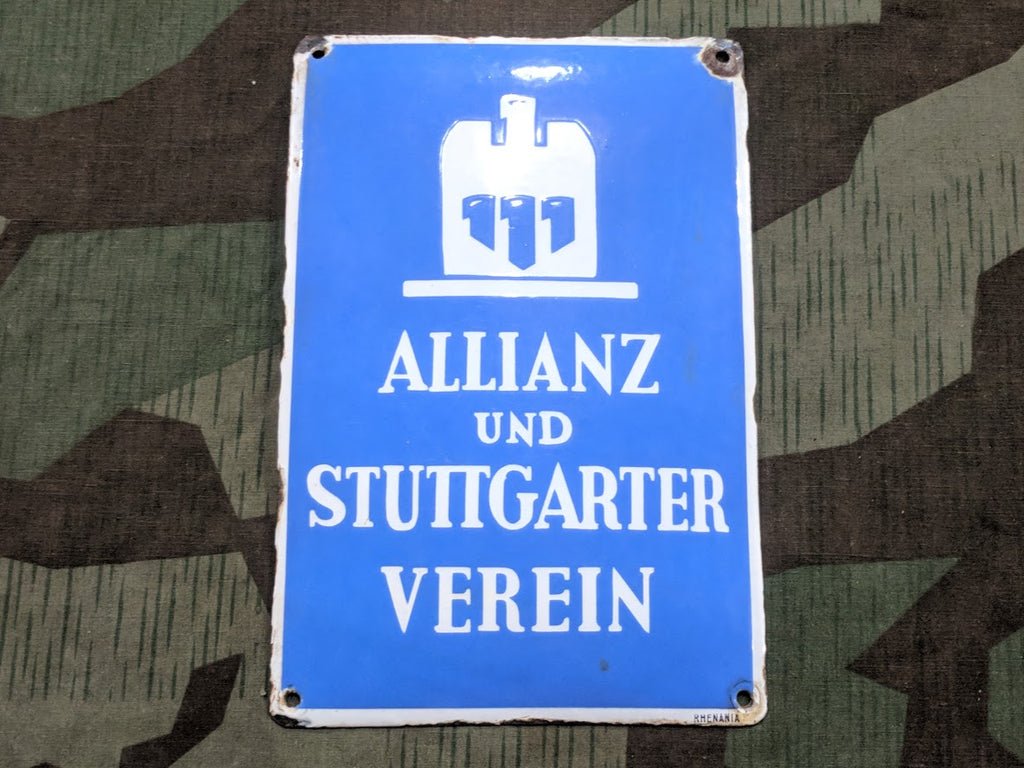 ALLIANZ
UND
STUTTGARTER
VEREIN
RHENANIA